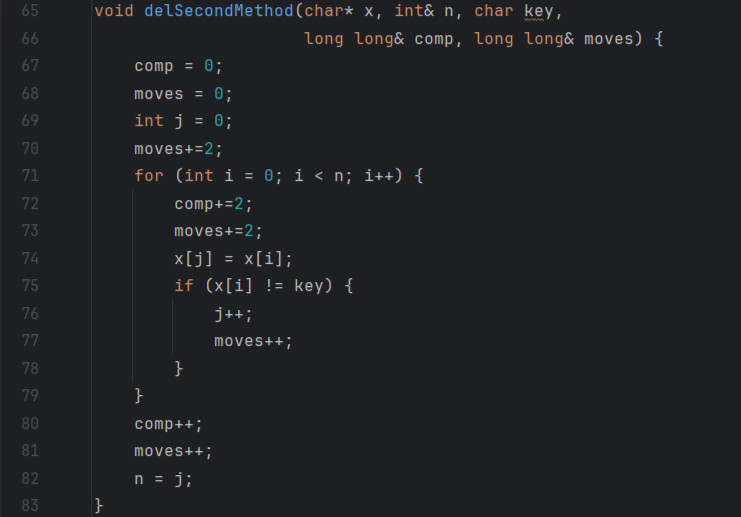 65 void delSecondMethod(char* x, int& n, char key,
66 long long& comp, long long& moves) {
67 comp = 0;
68 moves = 0;
69 int j = 0;
70 moves+=2;
71 for (int i = 0; i < n; i++) {
72 comp+=2;
73 moves+=2;
74 x[j] = x[i];
75 if (x[i] != key) {
76 j++;
77 moves++;
78 }
79 }
80 comp++;
81 moves++;
82 n = j;
83 }